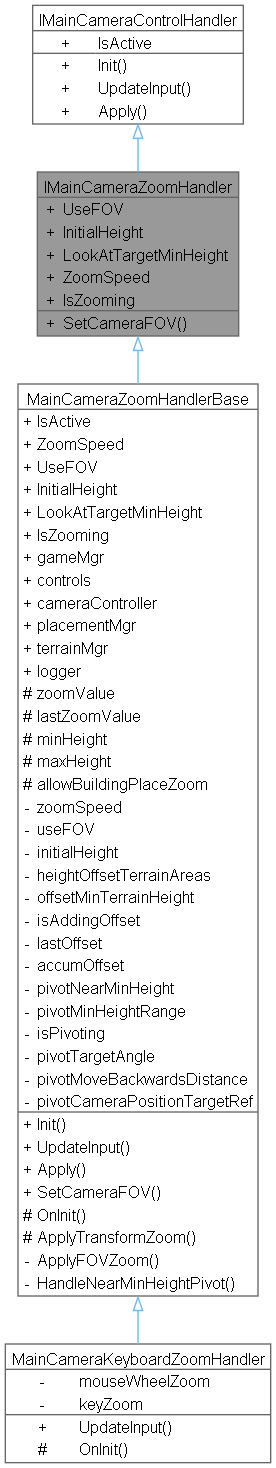 IMainCameraControlHandler
+ IsActive
+ Init()
+ UpdateInput()
+ Apply()
IMainCameraZoomHandler
+ UseFOV
+ InitialHeight
+ LookAtTargetMinHeight
+ ZoomSpeed
+ IsZooming
+ SetCameraFOV()
MainCameraZoomHandlerBase
+ IsActive
+ ZoomSpeed
+ UseFOV
+ InitialHeight
+ LookAtTargetMinHeight
+ IsZooming
+ gameMgr
+ controls
+ cameraController
+ placementMgr
+ terrainMgr
+ logger
# zoomValue
# lastZoomValue
# minHeight
# maxHeight
# allowBuildingPlaceZoom
- zoomSpeed
- useFOV
- initialHeight
- heightOffsetTerrainAreas
- offsetMinTerrainHeight
- isAddingOffset
- lastOffset
- accumOffset
- pivotNearMinHeight
- pivotMinHeightRange
- isPivoting
- pivotTargetAngle
- pivotMoveBackwardsDistance
- pivotCameraPositionTargetRef
+ Init()
+ UpdateInput()
+ Apply()
+ SetCameraFOV()
# OnInit()
# ApplyTransformZoom()
- ApplyFOVZoom()
- HandleNearMinHeightPivot()
MainCameraKeyboardZoomHandler
- mouseWheelZoom
- keyZoom
+ UpdateInput()
# OnInit()